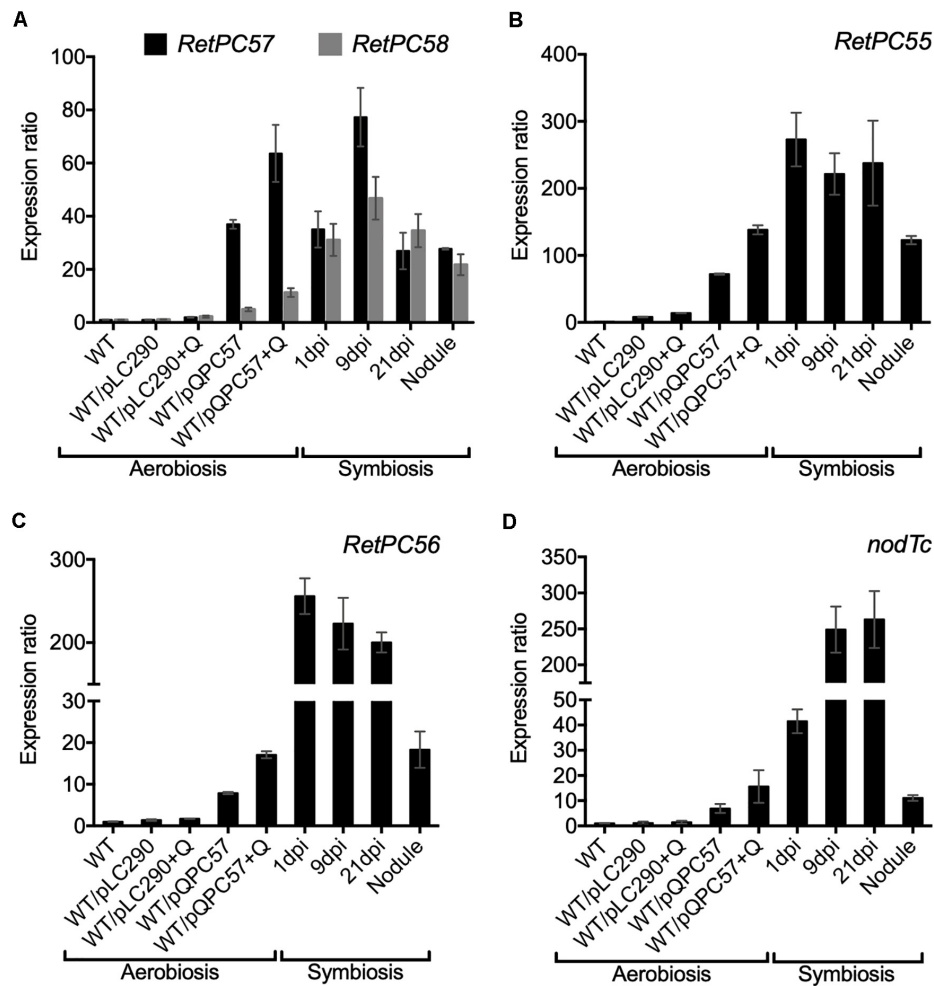 A
RetPC57
RetPC58
Expression ratio
100
80
60
40
20
0
WT
WT/pLC290
WT/pLC290+Q
WT/pQPC57
WT/pQPC57+Q
1dpi
9dpi
21dpi
Nodule
Aerobiosis
Symbiosis
B
RetPC55
Expression ratio
400
300
200
100
0
WT
WT/pLC290
WT/pLC290+Q
WT/pQPC57
WT/pQPC57+Q
1dpi
9dpi
21dpi
Nodule
Aerobiosis
Symbiosis
C
RetPC56
Expression ratio
300
200
30
20
10
0
WT
WT/pLC290
WT/pLC290+Q
WT/pQPC57
WT/pQPC57+Q
1dpi
9dpi
21dpi
Nodule
Aerobiosis
Symbiosis
D
nodTc
Expression ratio
350
300
250
200
50
40
30
20
10
0
WT
WT/pLC290
WT/pLC290+Q
WT/pQPC57
WT/pQPC57+Q
1dpi
9dpi
21dpi
Nodule
Aerobiosis
Symbiosis